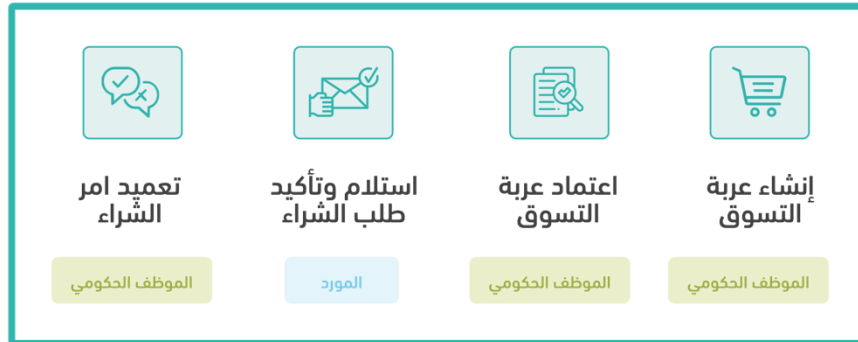 إنشاء عربة
التسوق
الموظف الحكومي
اعتماد عربة
التسوق
الموظف الحكومي
استلام وتأكيد
طلب الشراء
المورد
تعميد امر
الشراء
الموظف الحكومي